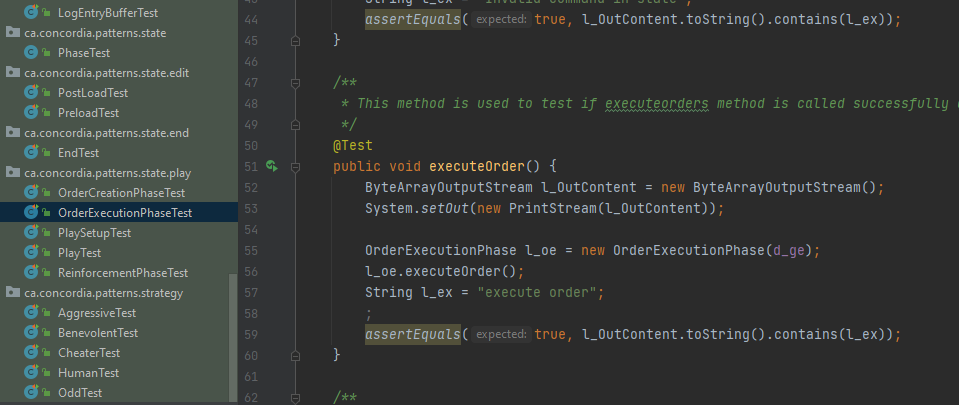 LogEntryBufferTest
ca.concordia.patterns.state
PhaseTest
ca.concordia.patterns.state.edit
PostLoadTest
PreloadTest
ca.concordia.patterns.state.end
EndTest
ca.concordia.patterns.state.play
OrderCreationPhaseTest
OrderExecutionPhaseTest
PlaySetupTest
PlayTest
ReinforcementPhaseTest
ca.concordia.patterns.strategy
AggressiveTest
BenevolentTest
CheaterTest
HumanTest
OddTest
43 String l_ex = "Invalid command in state";
44 assertEquals( expected: true, l_OutContent.toString().contains(l_ex));
45 }
46
47 /**
48 * This method is used to test if executeorders method is called successfully
49 */
50 @Test
51 public void executeOrder() {
52 ByteArrayOutputStream l_OutContent = new ByteArrayOutputStream();
53 System.setOut(new PrintStream(l_OutContent));
54
55 OrderExecutionPhase l_oe = new OrderExecutionPhase(d_ge);
56 l_oe.executeOrder();
57 String l_ex = "execute order";
58 ;
59 assertEquals( expected: true, l_OutContent.toString().contains(l_ex));
60 }
61
62 /**